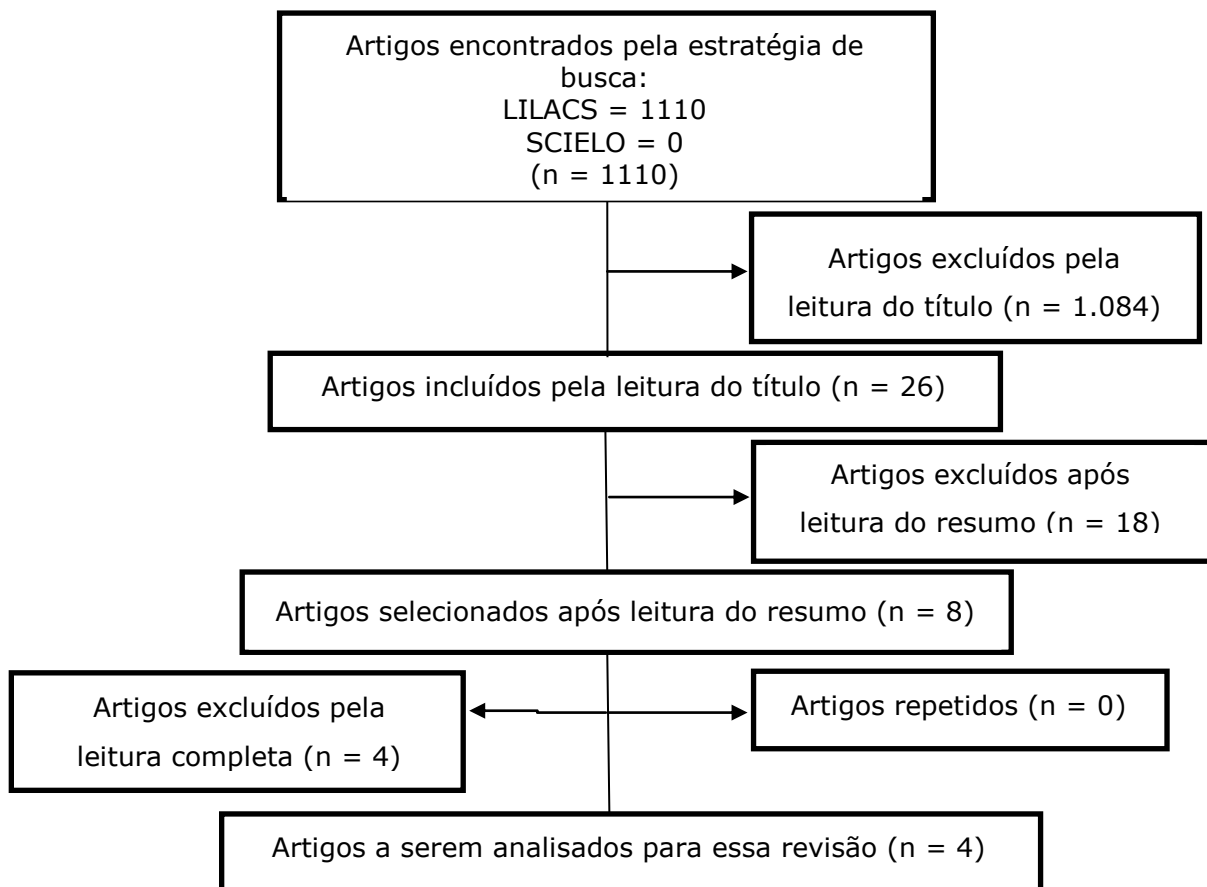 Artigos encontrados pela estratégia de
busca:
LILACS = 1110
SCIELO = 0
(n = 1110)
Artigos excluídos pela
leitura do título (n = 1.084)
Artigos incluídos pela leitura do título (n = 26)
Artigos excluídos após
leitura do resumo (n = 18)
Artigos selecionados após leitura do resumo (n = 8)
Artigos excluídos pela
leitura completa (n = 4)
Artigos repetidos (n = 0)
Artigos a serem analisados para essa revisão (n = 4)